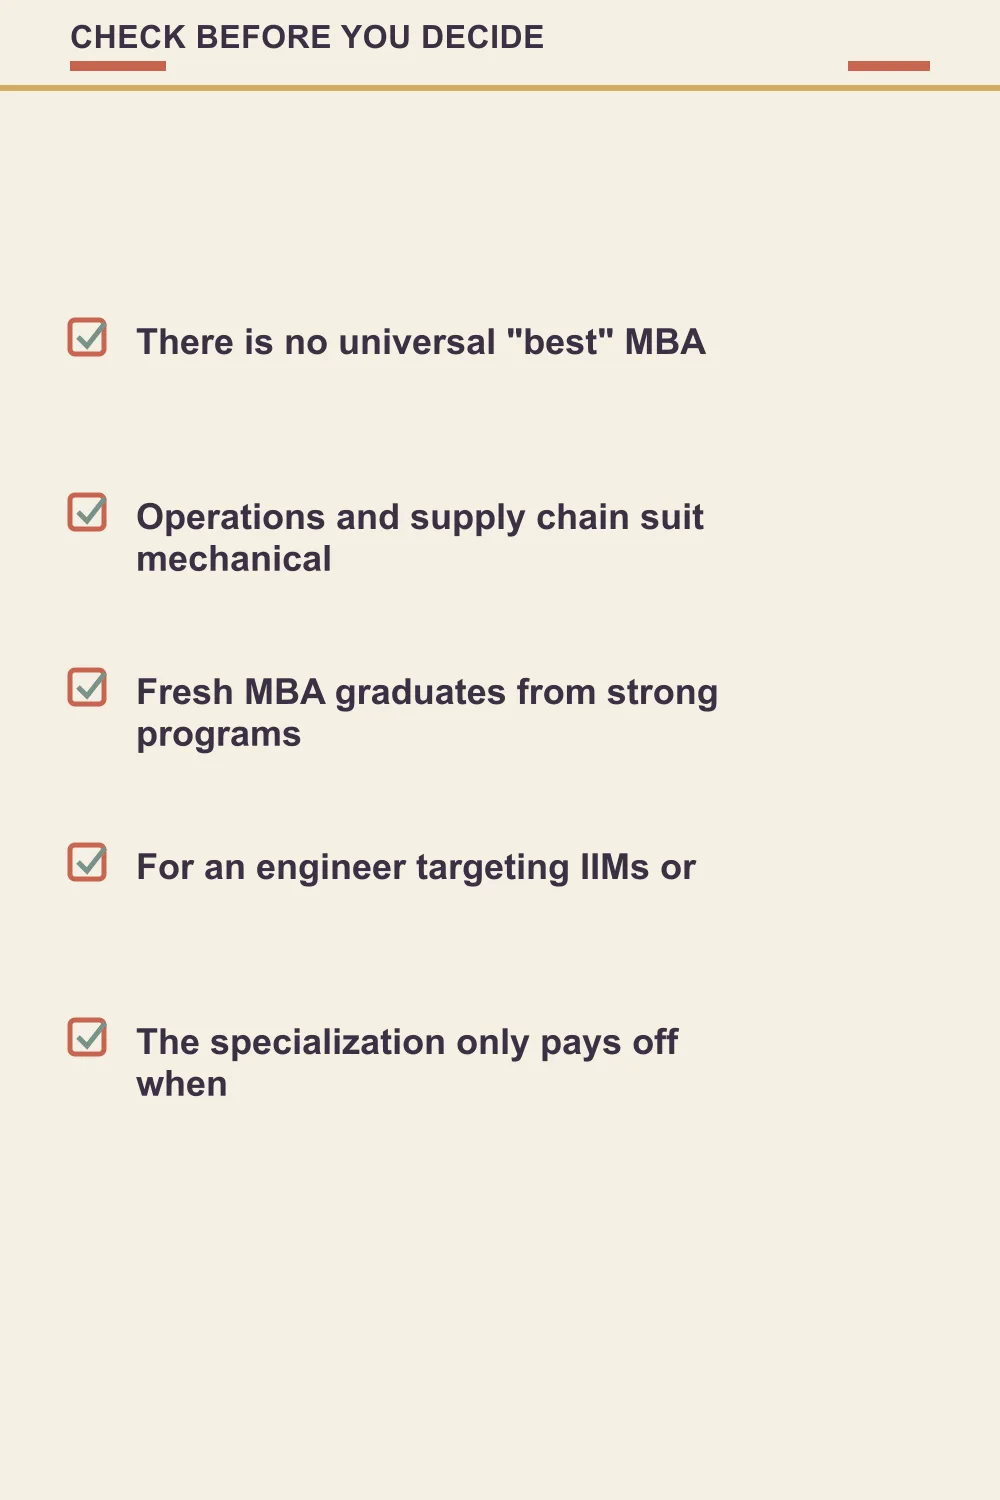 CHECK BEFORE YOU DECIDE
There is no universal "best" MBA
Operations and supply chain suit
mechanical
Fresh MBA graduates from strong
programs
For an engineer targeting IIMs or
The specialization only pays off
when